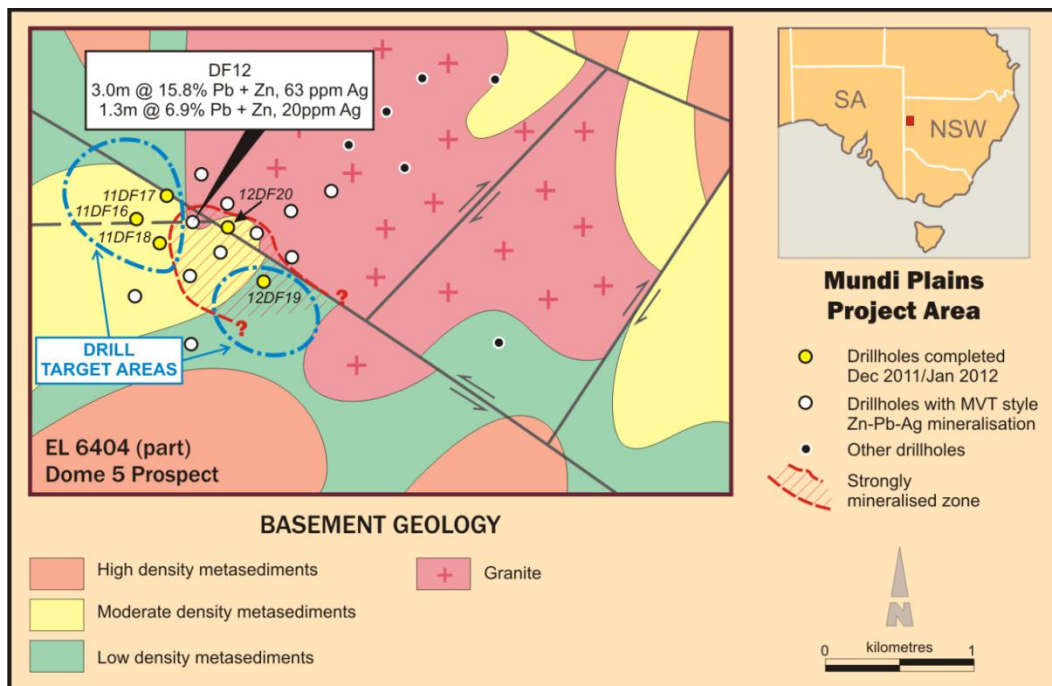 DF12
3.0m @ 15.8% Pb + Zn, 63 ppm Ag
1.3m @ 6.9% Pb + Zn, 20ppm Ag
11DF17
12DF20
11DF16
11DF18
12DF19
?
?
DRILL
TARGET AREAS
EL 6404 (part)
Dome 5 Prospect
SA
NSW
Mundi Plains
Project Area
Drillholes completed
Dec 2011/Jan 2012
Drillholes with MVT style
Zn-Pb-Ag mineralisation
Other drillholes
Strongly
mineralised zone
BASEMENT GEOLOGY
High density metasediments
Granite
Moderate density metasediments
Low density metasediments
N
0 kilometres 1